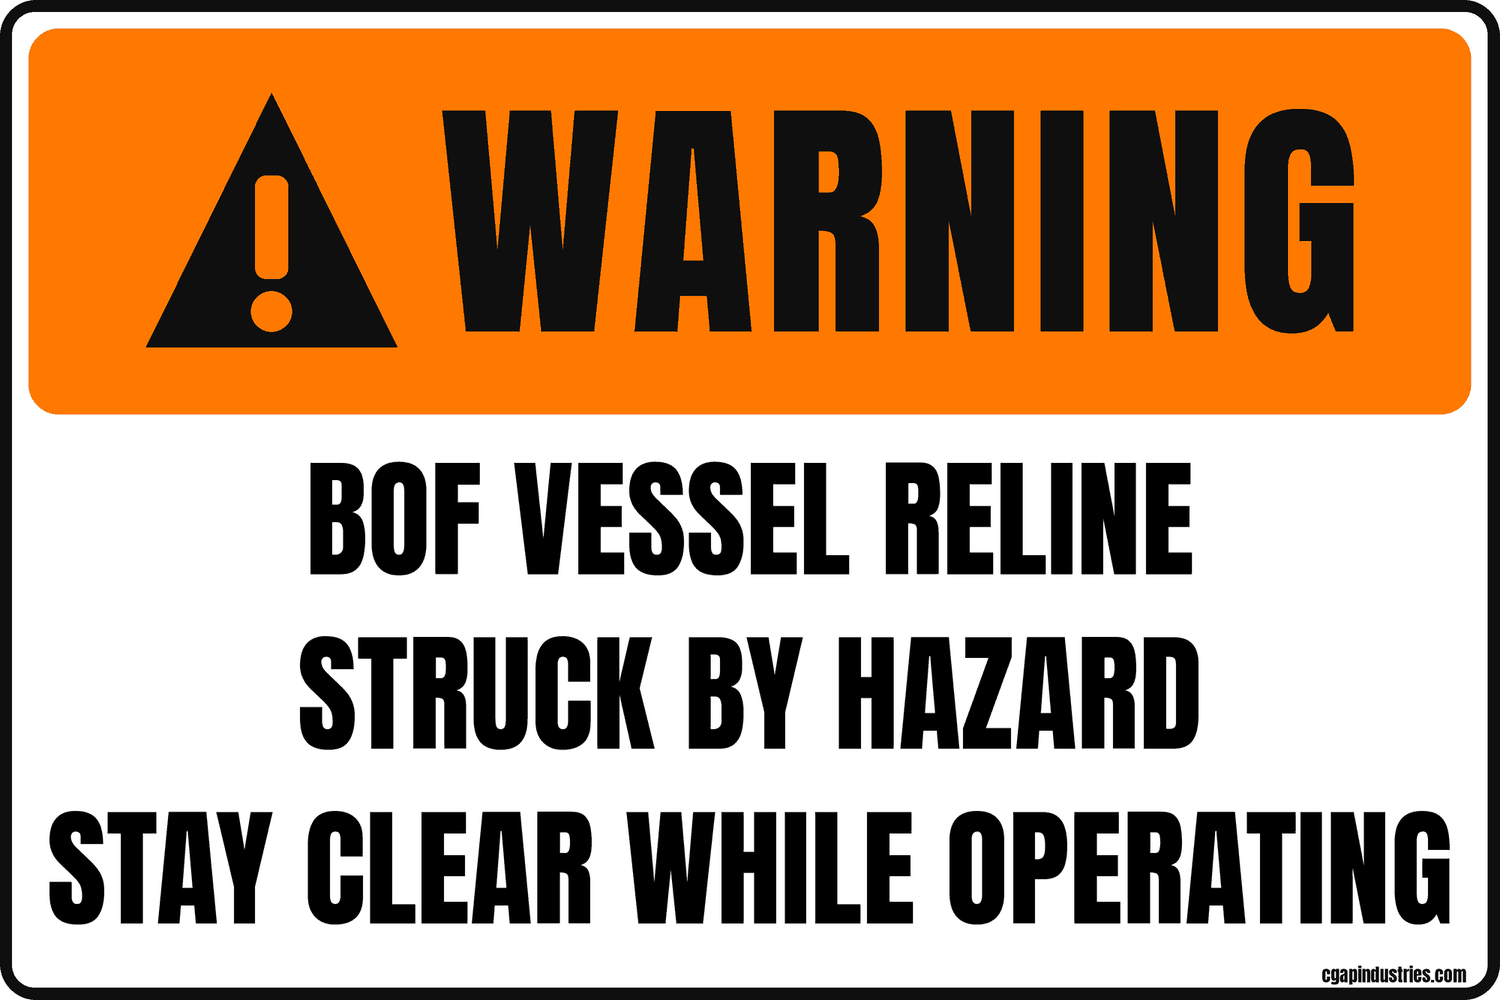 WARNING
BOF VESSEL RELINE
STRUCK BY HAZARD
STAY CLEAR WHILE OPERATING
cgapindustries.com